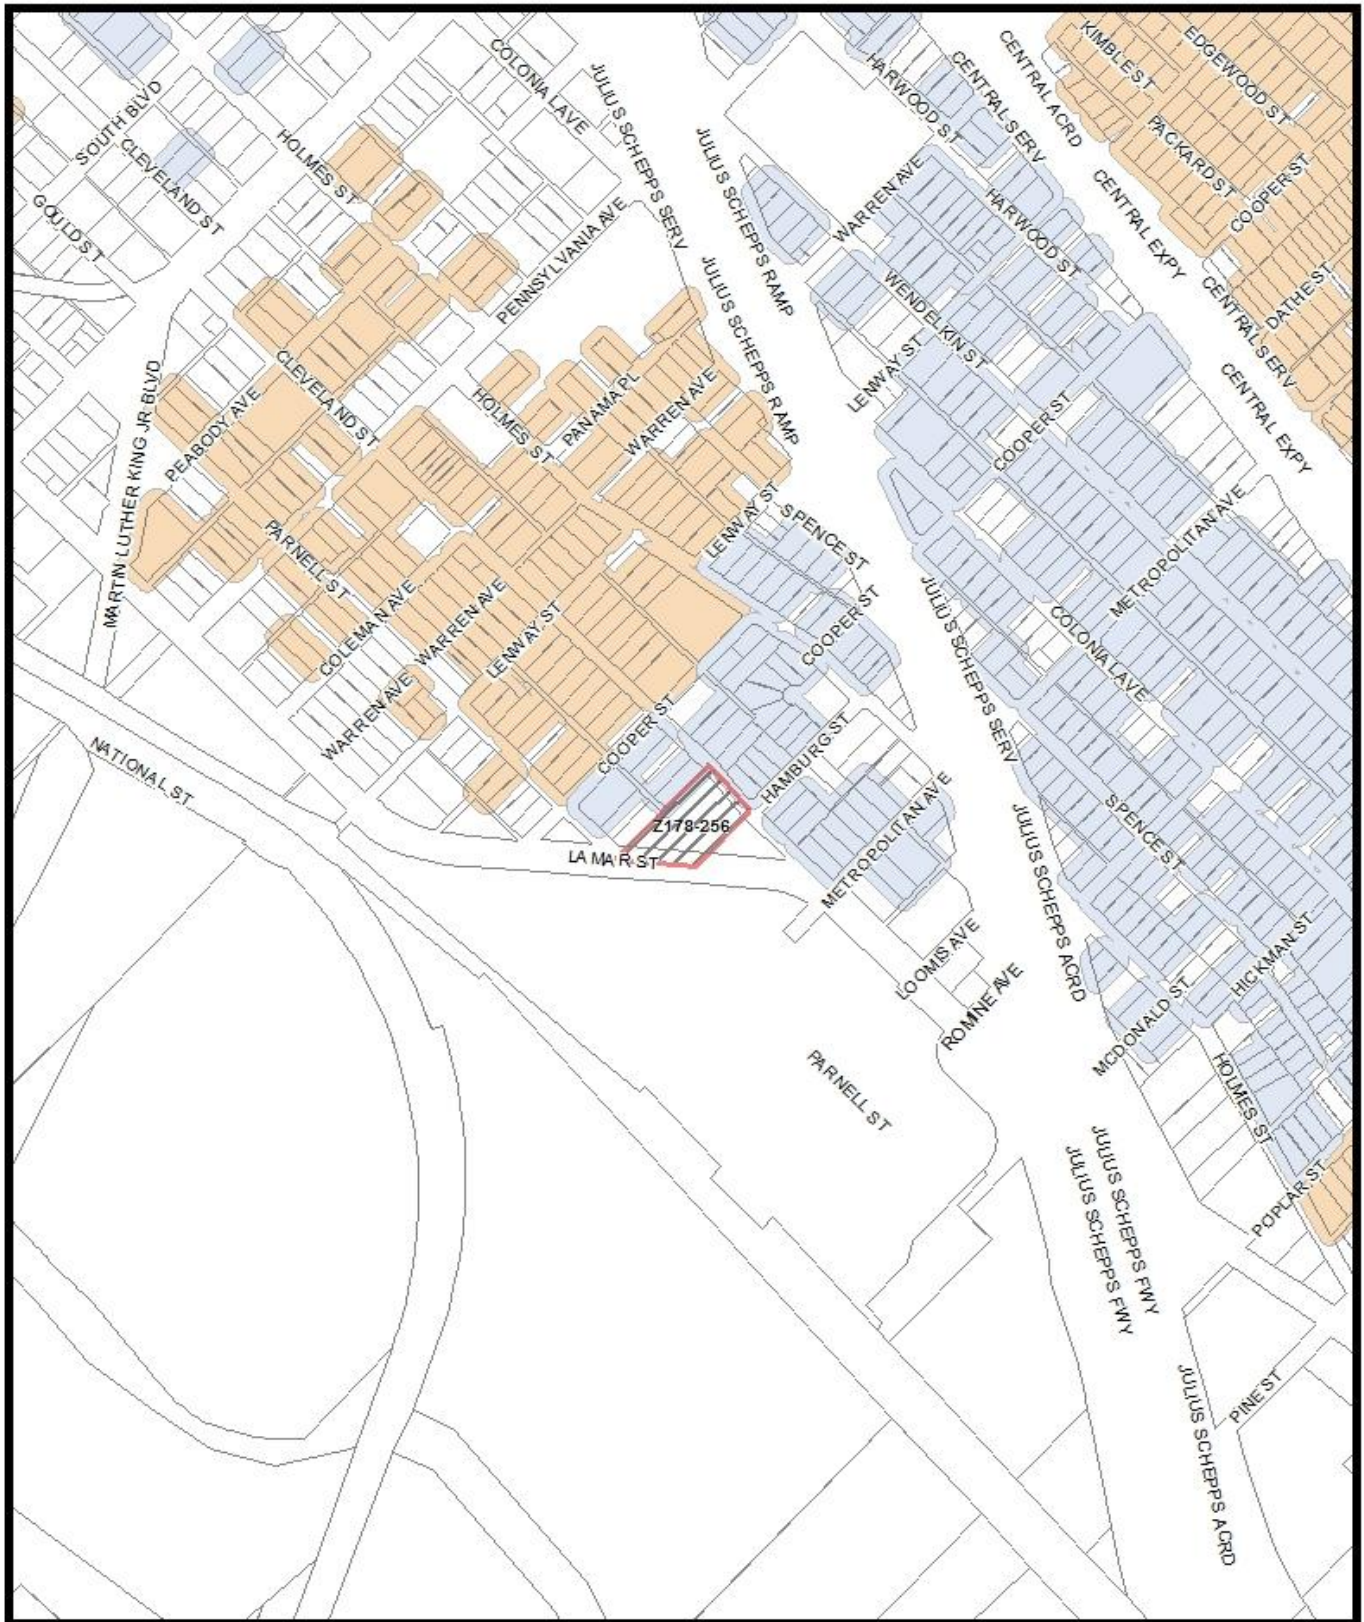 COLONIA LAVE
JULIUS SCHEPPS SERV
HARWOOD ST
CENTRAL SERV
CENTRAL ACRD
KIMBLE ST
EDGEWOOD ST
SOUTH BLVD
CLEVELAND ST
HOLMES ST
GOULD ST
JULIUS SCHEPPS RAMP
PACKARD ST
COOPER ST
WARREN AVE
HARWOOD ST
CENTRAL EXPY
PENNSYLVANIA AVE
JULIUS SCHEPPS RAMP
WENDELKIN ST
CENTRAL SERV
DATHE ST
LENWAY ST
CENTRAL EXPY
MARTIN LUTHER KING JR BLVD
PEABODY AVE
CLEVELAND ST
HOLMES ST
PANAMA PL
WARREN AVE
COOPER ST
METROPOLITAN AVE
LENWAY ST
SPENCE ST
PARNELL ST
COLEMAN AVE
WARREN AVE
LENWAY ST
COOPER ST
JULIUS SCHEPPS SERV
COLONIA LAVE
WARREN AVE
COOPER ST
HAMBURG ST
NATIONAL ST
Z178-256
LA MAR ST
METROPOLITAN AVE
SPENCE ST
JULIUS SCHEPPS ACRD
LOOMIS AVE
ROMINE AVE
HICKMAN ST
MCDONALD ST
PARNELL ST
HOLMES ST
JULIUS SCHEPPS FWY
JULIUS SCHEPPS FWY
POPLAR ST
PINE ST
JULIUS SCHEPPS ACRD